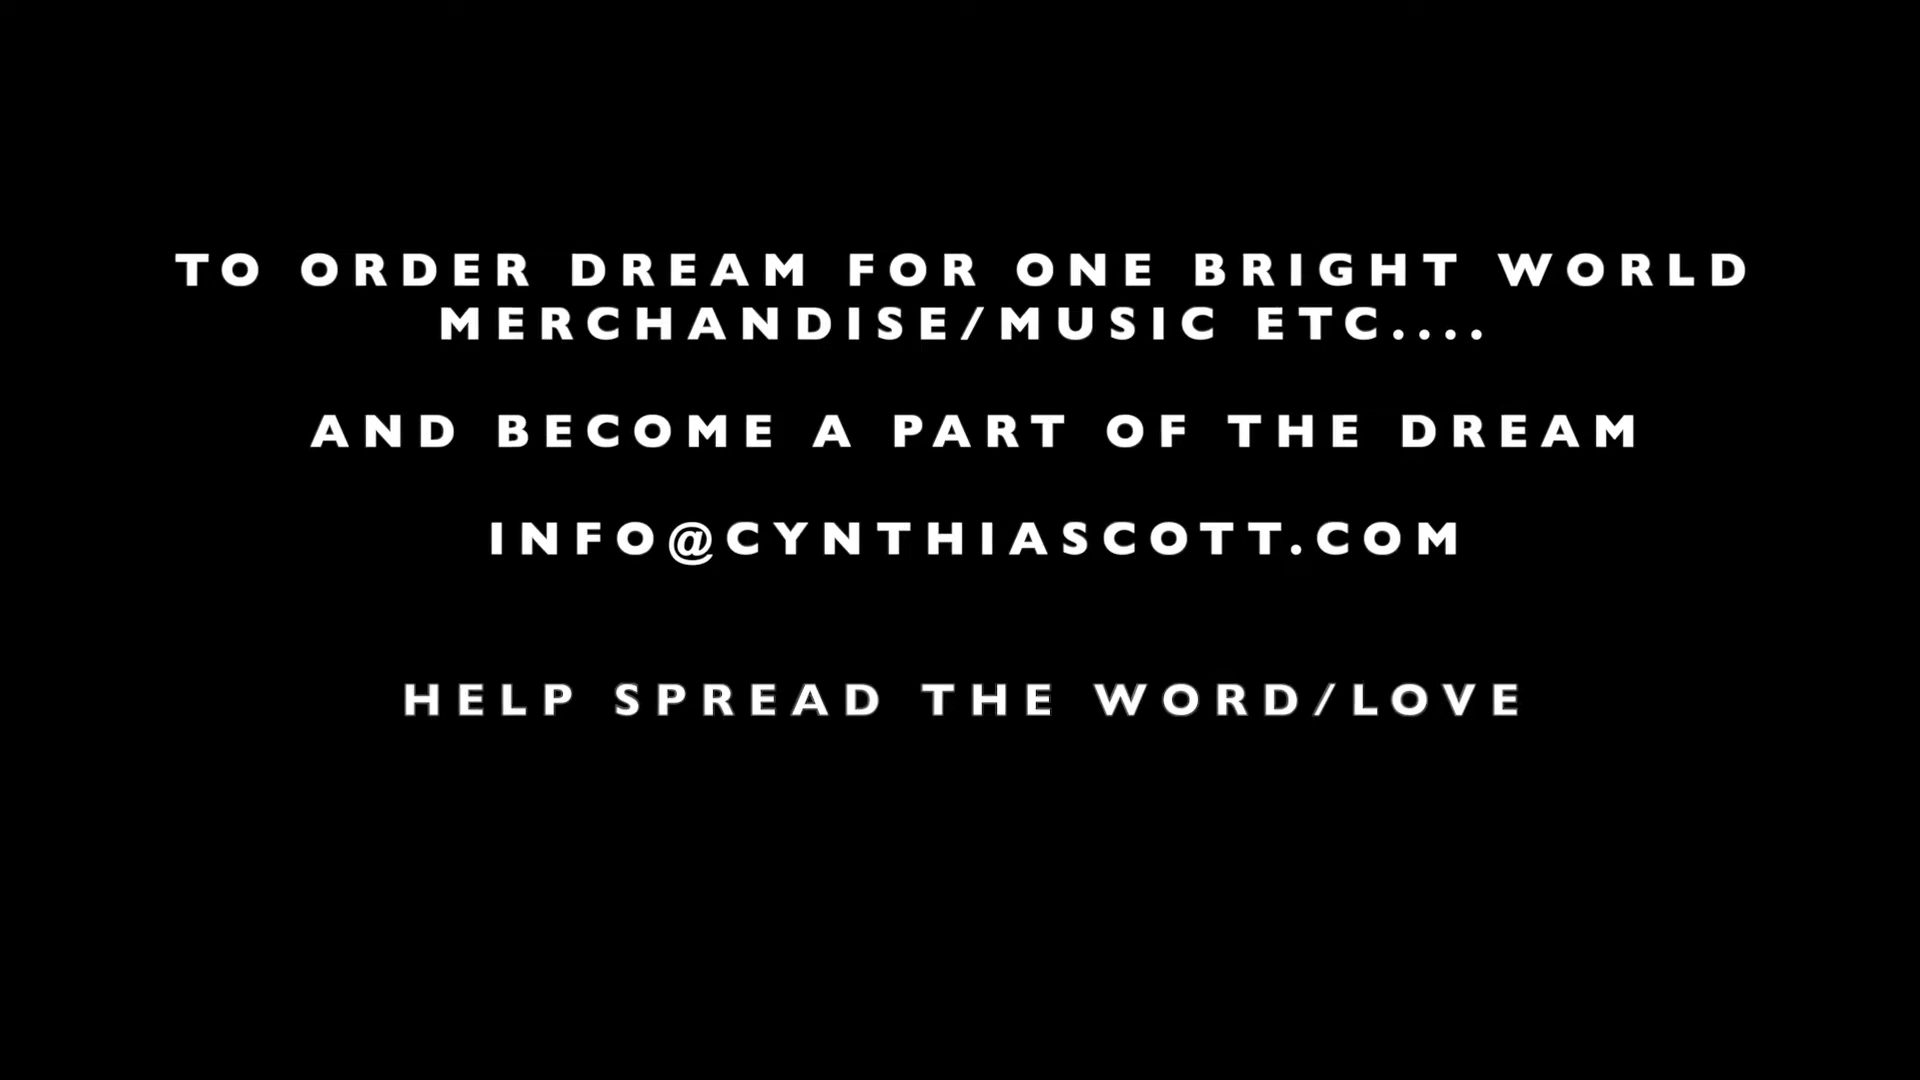 TO ORDER DREAM FOR ONE BRIGHT WORLD
MERCHANDISE/MUSIC ETC....
AND BECOME A PART OF THE DREAM
INFO@CYNTHIASCOTT.COM
HELP SPREAD THE WORD/LOVE